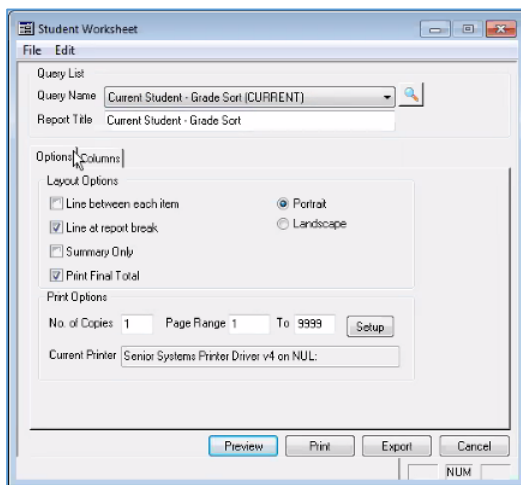 Student Worksheet
File Edit
Query List
Query Name Current Student - Grade Sort (CURRENT)
Report Title Current Student - Grade Sort
Options Columns
Layout Options
Line between each item Portrait
Line at report break Landscape
Summary Only
Print Final Total
Print Options
No. of Copies 1 Page Range 1 To 9999 Setup
Current Printer Senior Systems Printer Driver v4 on NUL:
Preview Print Export Cancel
NUM